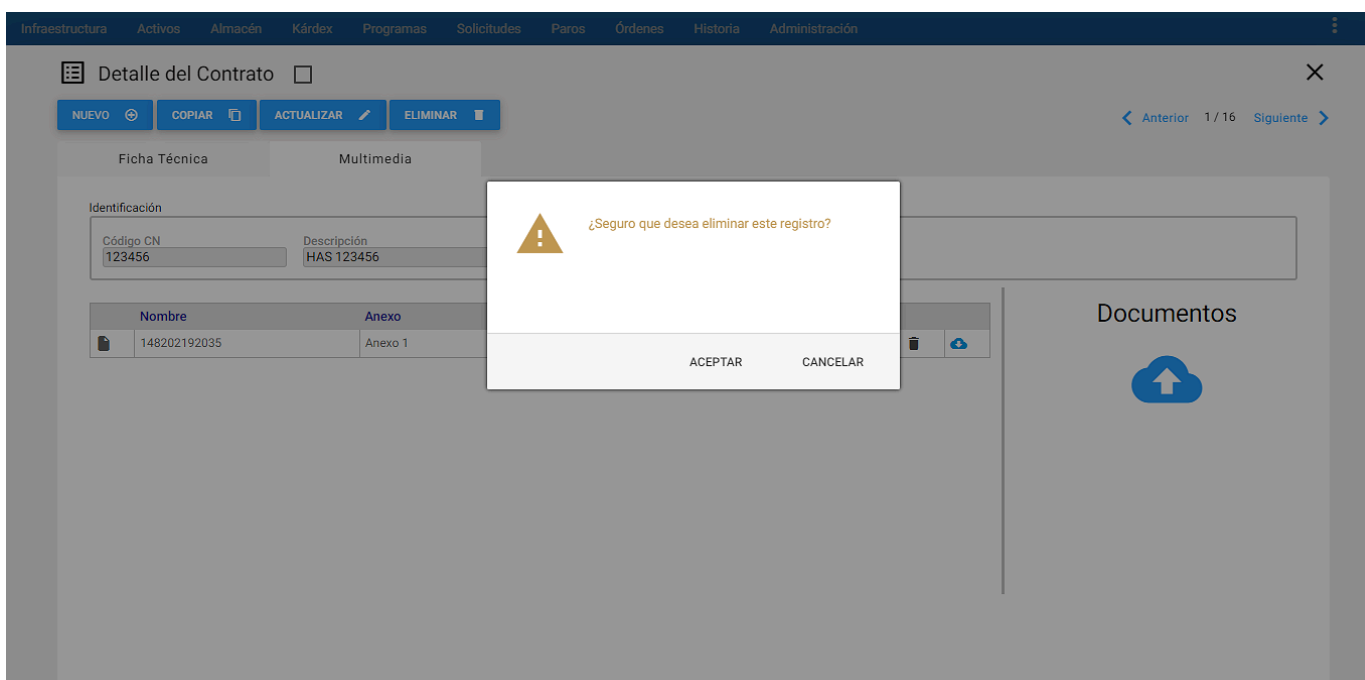 Infraestructura Activos Almacén Kárdex Programas Solicitudes Paros Órdenes Historia Administración
Detalle del Contrato
NUEVO COPIAR ACTUALIZAR ELIMINAR
Anterior 1 / 16 Siguiente
Ficha Técnica Multimedia
Identificación
Código CN Descripción
123456 HAS 123456
¿Seguro que desea eliminar este registro?
ACEPTAR CANCELAR
Nombre Anexo
148202192035 Anexo 1
Documentos